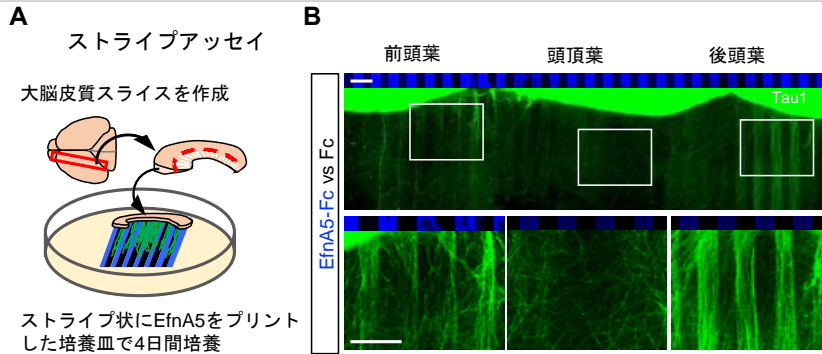 A
ストライプアッセイ
大脳皮質スライスを作成
ストライプ状にEfnA5をプリント
した培養皿で4日間培養
B
前頭葉
頭頂葉
後頭葉
Tau1
EfnA5-Fc vs Fc